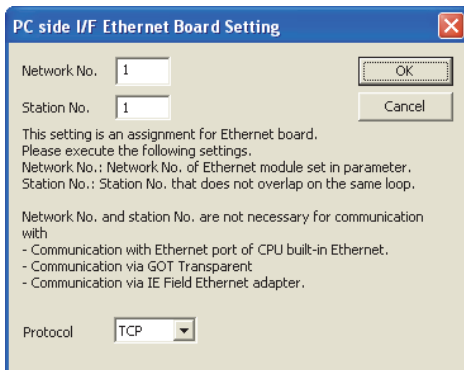 PC side I/F Ethernet Board Setting
Network No. 1
OK
Station No. 1
Cancel
This setting is an assignment for Ethernet board.
Please execute the following settings.
Network No.: Network No. of Ethernet module set in parameter.
Station No.: Station No. that does not overlap on the same loop.
Network No. and station No. are not necessary for communication
with
- Communication with Ethernet port of CPU built-in Ethernet.
- Communication via GOT Transparent
- Communication via IE Field Ethernet adapter.
Protocol TCP